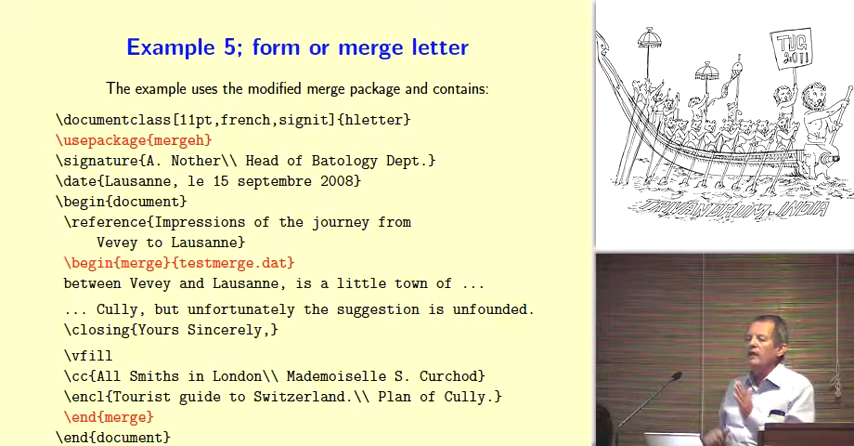 Example 5; form or merge letter
The example uses the modified merge package and contains:
\documentclass[11pt,french,signit]{hletter}
\usepackage{mergeh}
\signature{A. Nother\\ Head of Batology Dept.}
\date{Lausanne, le 15 septembre 2008}
\begin{document}
\reference{Impressions of the journey from
Vevey to Lausanne}
\begin{merge}{testmerge.dat}
between Vevey and Lausanne, is a little town of ...
... Cully, but unfortunately the suggestion is unfounded.
\closing{Yours Sincerely,}
\vfill
\cc{All Smiths in London\\ Mademoiselle S. Curchod}
\encl{Tourist guide to Switzerland.\\ Plan of Cully.}
\end{merge}
\end{document}
TUG
2011
TRIVANDRUM-INDIA